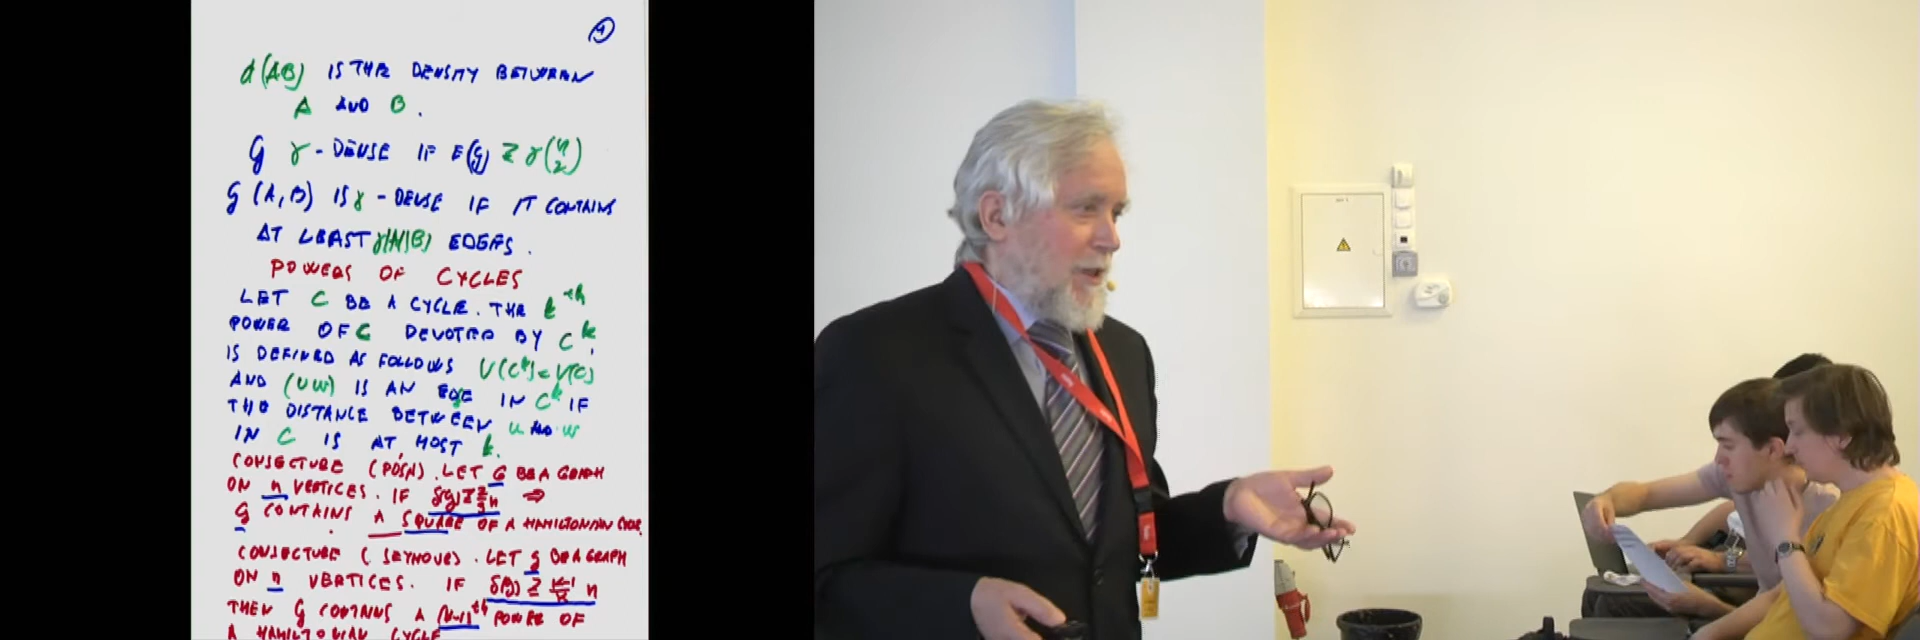 4
d(AB) IS THE DENSITY BETWEEN
A AND B.
G γ-DENSE IF E(G) ≥ γ(n 2)
G(A,B) IS γ-DENSE IF IT CONTAINS
AT LEAST γ|A||B| EDGES.
POWERS OF CYCLES
LET C BE A CYCLE. THE k^th
POWER OF C DENOTED BY C^k
IS DEFINED AS FOLLOWS V(C^k)=V(C)
AND (UW) IS AN EDGE IN C^k IF
THE DISTANCE BETWEEN u AND w
IN C IS AT MOST k.
CONJECTURE (PÓSA). LET G BE A GRAPH
ON n VERTICES. IF δ(G) ≥ 2/3 n ⇒
G CONTAINS A SQUARE OF A HAMILTONIAN CYCLE.
CONJECTURE (SEYMOUR). LET G BE A GRAPH
ON n VERTICES. IF δ(G) ≥ k-1/k n
THEN G CONTAINS A (k-1)^th POWER OF
A HAMILTONIAN CYCLE